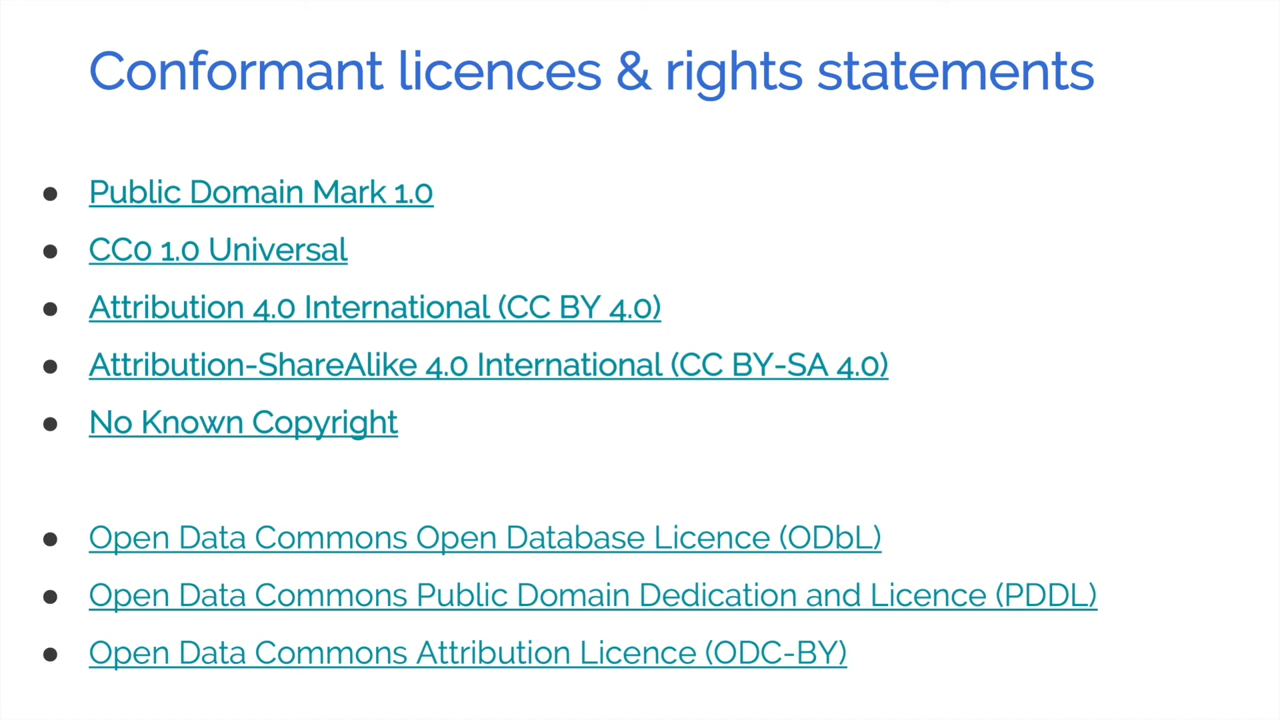 Conformant licences & rights statements
● Public Domain Mark 1.0
● CC0 1.0 Universal
● Attribution 4.0 International (CC BY 4.0)
● Attribution-ShareAlike 4.0 International (CC BY-SA 4.0)
● No Known Copyright
● Open Data Commons Open Database Licence (ODbL)
● Open Data Commons Public Domain Dedication and Licence (PDDL)
● Open Data Commons Attribution Licence (ODC-BY)